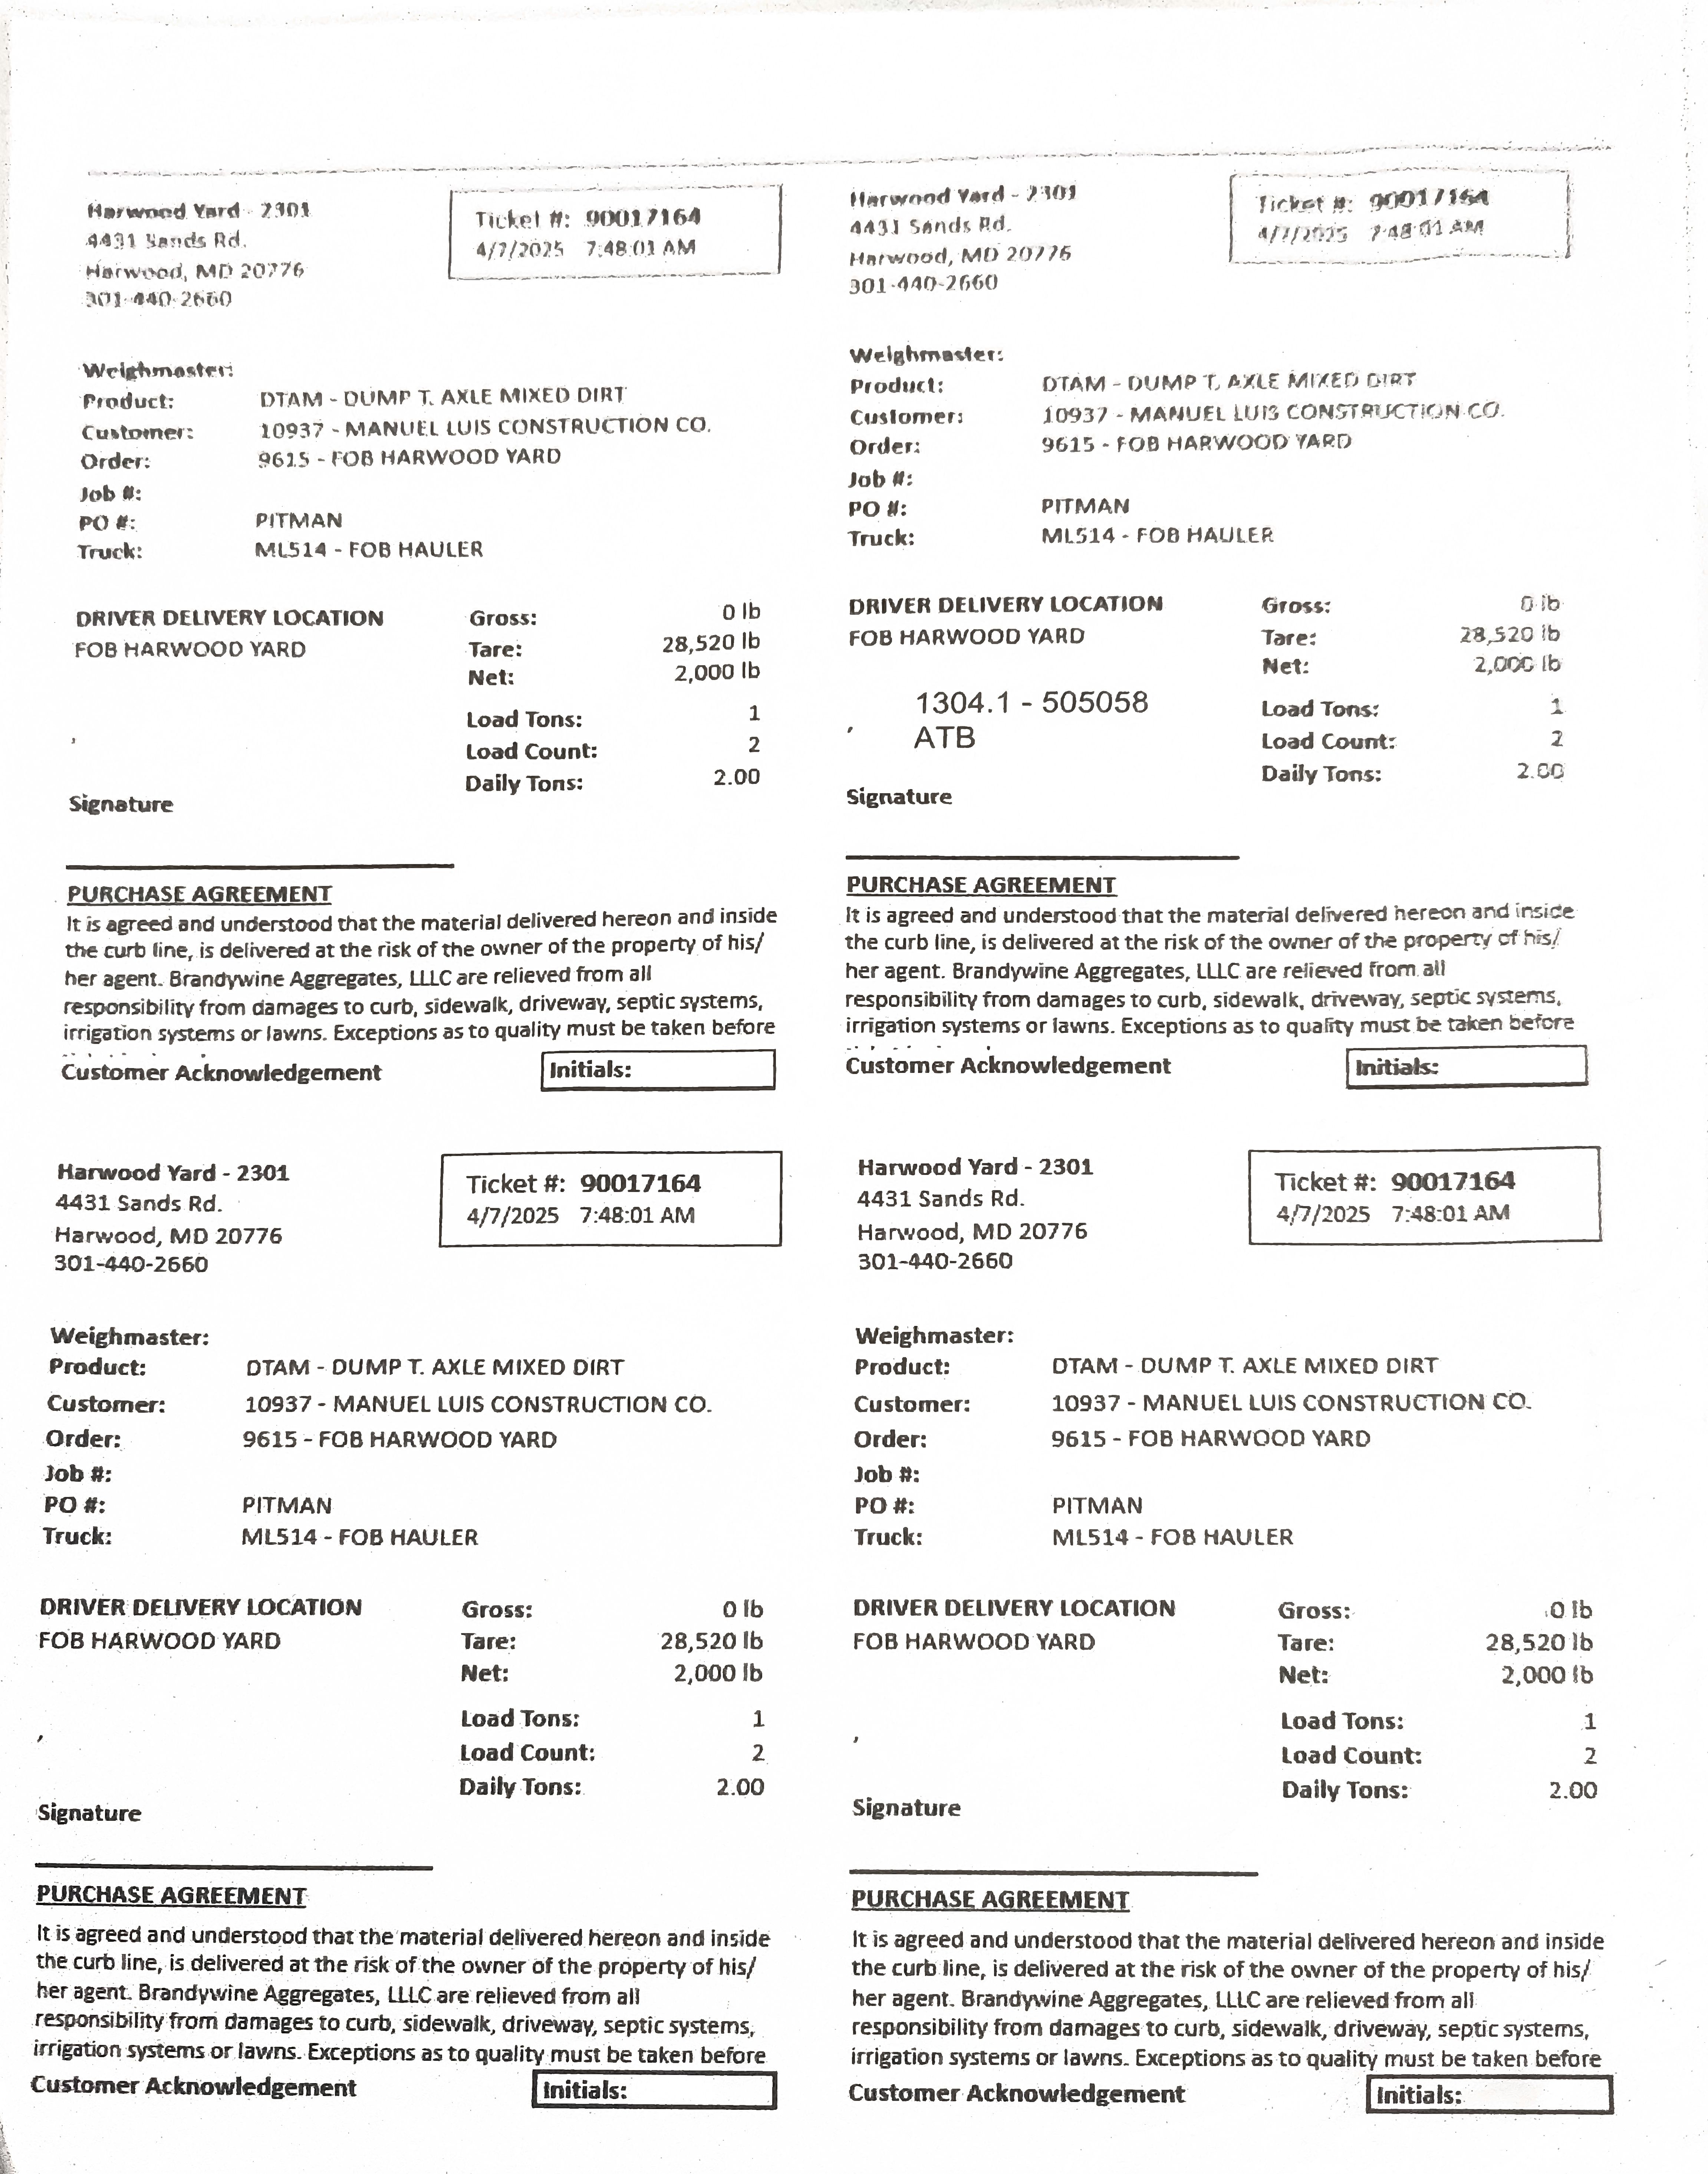 Harwood Yard - 2301
4431 Sands Rd.
Harwood, MD 20776
301-440-2660
Ticket #: 90017164
4/7/2025 7:48:01 AM
Weighmaster:
Product: DTAM - DUMP T. AXLE MIXED DIRT
Customer: 10937 - MANUEL LUIS CONSTRUCTION CO.
Order: 9615 - FOB HARWOOD YARD
Job #:
PO #: PITMAN
Truck: ML514 - FOB HAULER
DRIVER DELIVERY LOCATION
FOB HARWOOD YARD
Gross: 0 lb
Tare: 28,520 lb
Net: 2,000 lb
Load Tons: 1
Load Count: 2
Daily Tons: 2.00
,
Signature
PURCHASE AGREEMENT
It is agreed and understood that the material delivered hereon and inside
the curb line, is delivered at the risk of the owner of the property of his/
her agent. Brandywine Aggregates, LLLC are relieved from all
responsibility from damages to curb, sidewalk, driveway, septic systems,
irrigation systems or lawns. Exceptions as to quality must be taken before
Customer Acknowledgement
Initials:
Harwood Yard - 2301
4431 Sands Rd.
Harwood, MD 20776
301-440-2660
Ticket #: 90017164
4/7/2025 7:48:01 AM
Weighmaster:
Product: DTAM - DUMP T. AXLE MIXED DIRT
Customer: 10937 - MANUEL LUIS CONSTRUCTION CO.
Order: 9615 - FOB HARWOOD YARD
Job #:
PO #: PITMAN
Truck: ML514 - FOB HAULER
DRIVER DELIVERY LOCATION
FOB HARWOOD YARD
Gross: 0 lb
Tare: 28,520 lb
Net: 2,000 lb
1304.1 - 505058
ATB
Load Tons: 1
Load Count: 2
Daily Tons: 2.00
,
Signature
PURCHASE AGREEMENT
It is agreed and understood that the material delivered hereon and inside
the curb line, is delivered at the risk of the owner of the property of his/
her agent. Brandywine Aggregates, LLLC are relieved from all
responsibility from damages to curb, sidewalk, driveway, septic systems,
irrigation systems or lawns. Exceptions as to quality must be taken before
Customer Acknowledgement
Initials:
Harwood Yard - 2301
4431 Sands Rd.
Harwood, MD 20776
301-440-2660
Ticket #: 90017164
4/7/2025 7:48:01 AM
Weighmaster:
Product: DTAM - DUMP T. AXLE MIXED DIRT
Customer: 10937 - MANUEL LUIS CONSTRUCTION CO.
Order: 9615 - FOB HARWOOD YARD
Job #:
PO #: PITMAN
Truck: ML514 - FOB HAULER
DRIVER DELIVERY LOCATION
FOB HARWOOD YARD
Gross: 0 lb
Tare: 28,520 lb
Net: 2,000 lb
Load Tons: 1
Load Count: 2
Daily Tons: 2.00
,
Signature
PURCHASE AGREEMENT
It is agreed and understood that the material delivered hereon and inside
the curb line, is delivered at the risk of the owner of the property of his/
her agent. Brandywine Aggregates, LLLC are relieved from all
responsibility from damages to curb, sidewalk, driveway, septic systems,
irrigation systems or lawns. Exceptions as to quality must be taken before
Customer Acknowledgement
Initials:
Harwood Yard - 2301
4431 Sands Rd.
Harwood, MD 20776
301-440-2660
Ticket #: 90017164
4/7/2025 7:48:01 AM
Weighmaster:
Product: DTAM - DUMP T. AXLE MIXED DIRT
Customer: 10937 - MANUEL LUIS CONSTRUCTION CO.
Order: 9615 - FOB HARWOOD YARD
Job #:
PO #: PITMAN
Truck: ML514 - FOB HAULER
DRIVER DELIVERY LOCATION
FOB HARWOOD YARD
Gross: 0 lb
Tare: 28,520 lb
Net: 2,000 lb
Load Tons: 1
Load Count: 2
Daily Tons: 2.00
,
Signature
PURCHASE AGREEMENT
It is agreed and understood that the material delivered hereon and inside
the curb line, is delivered at the risk of the owner of the property of his/
her agent. Brandywine Aggregates, LLLC are relieved from all
responsibility from damages to curb, sidewalk, driveway, septic systems,
irrigation systems or lawns. Exceptions as to quality must be taken before
Customer Acknowledgement
Initials: